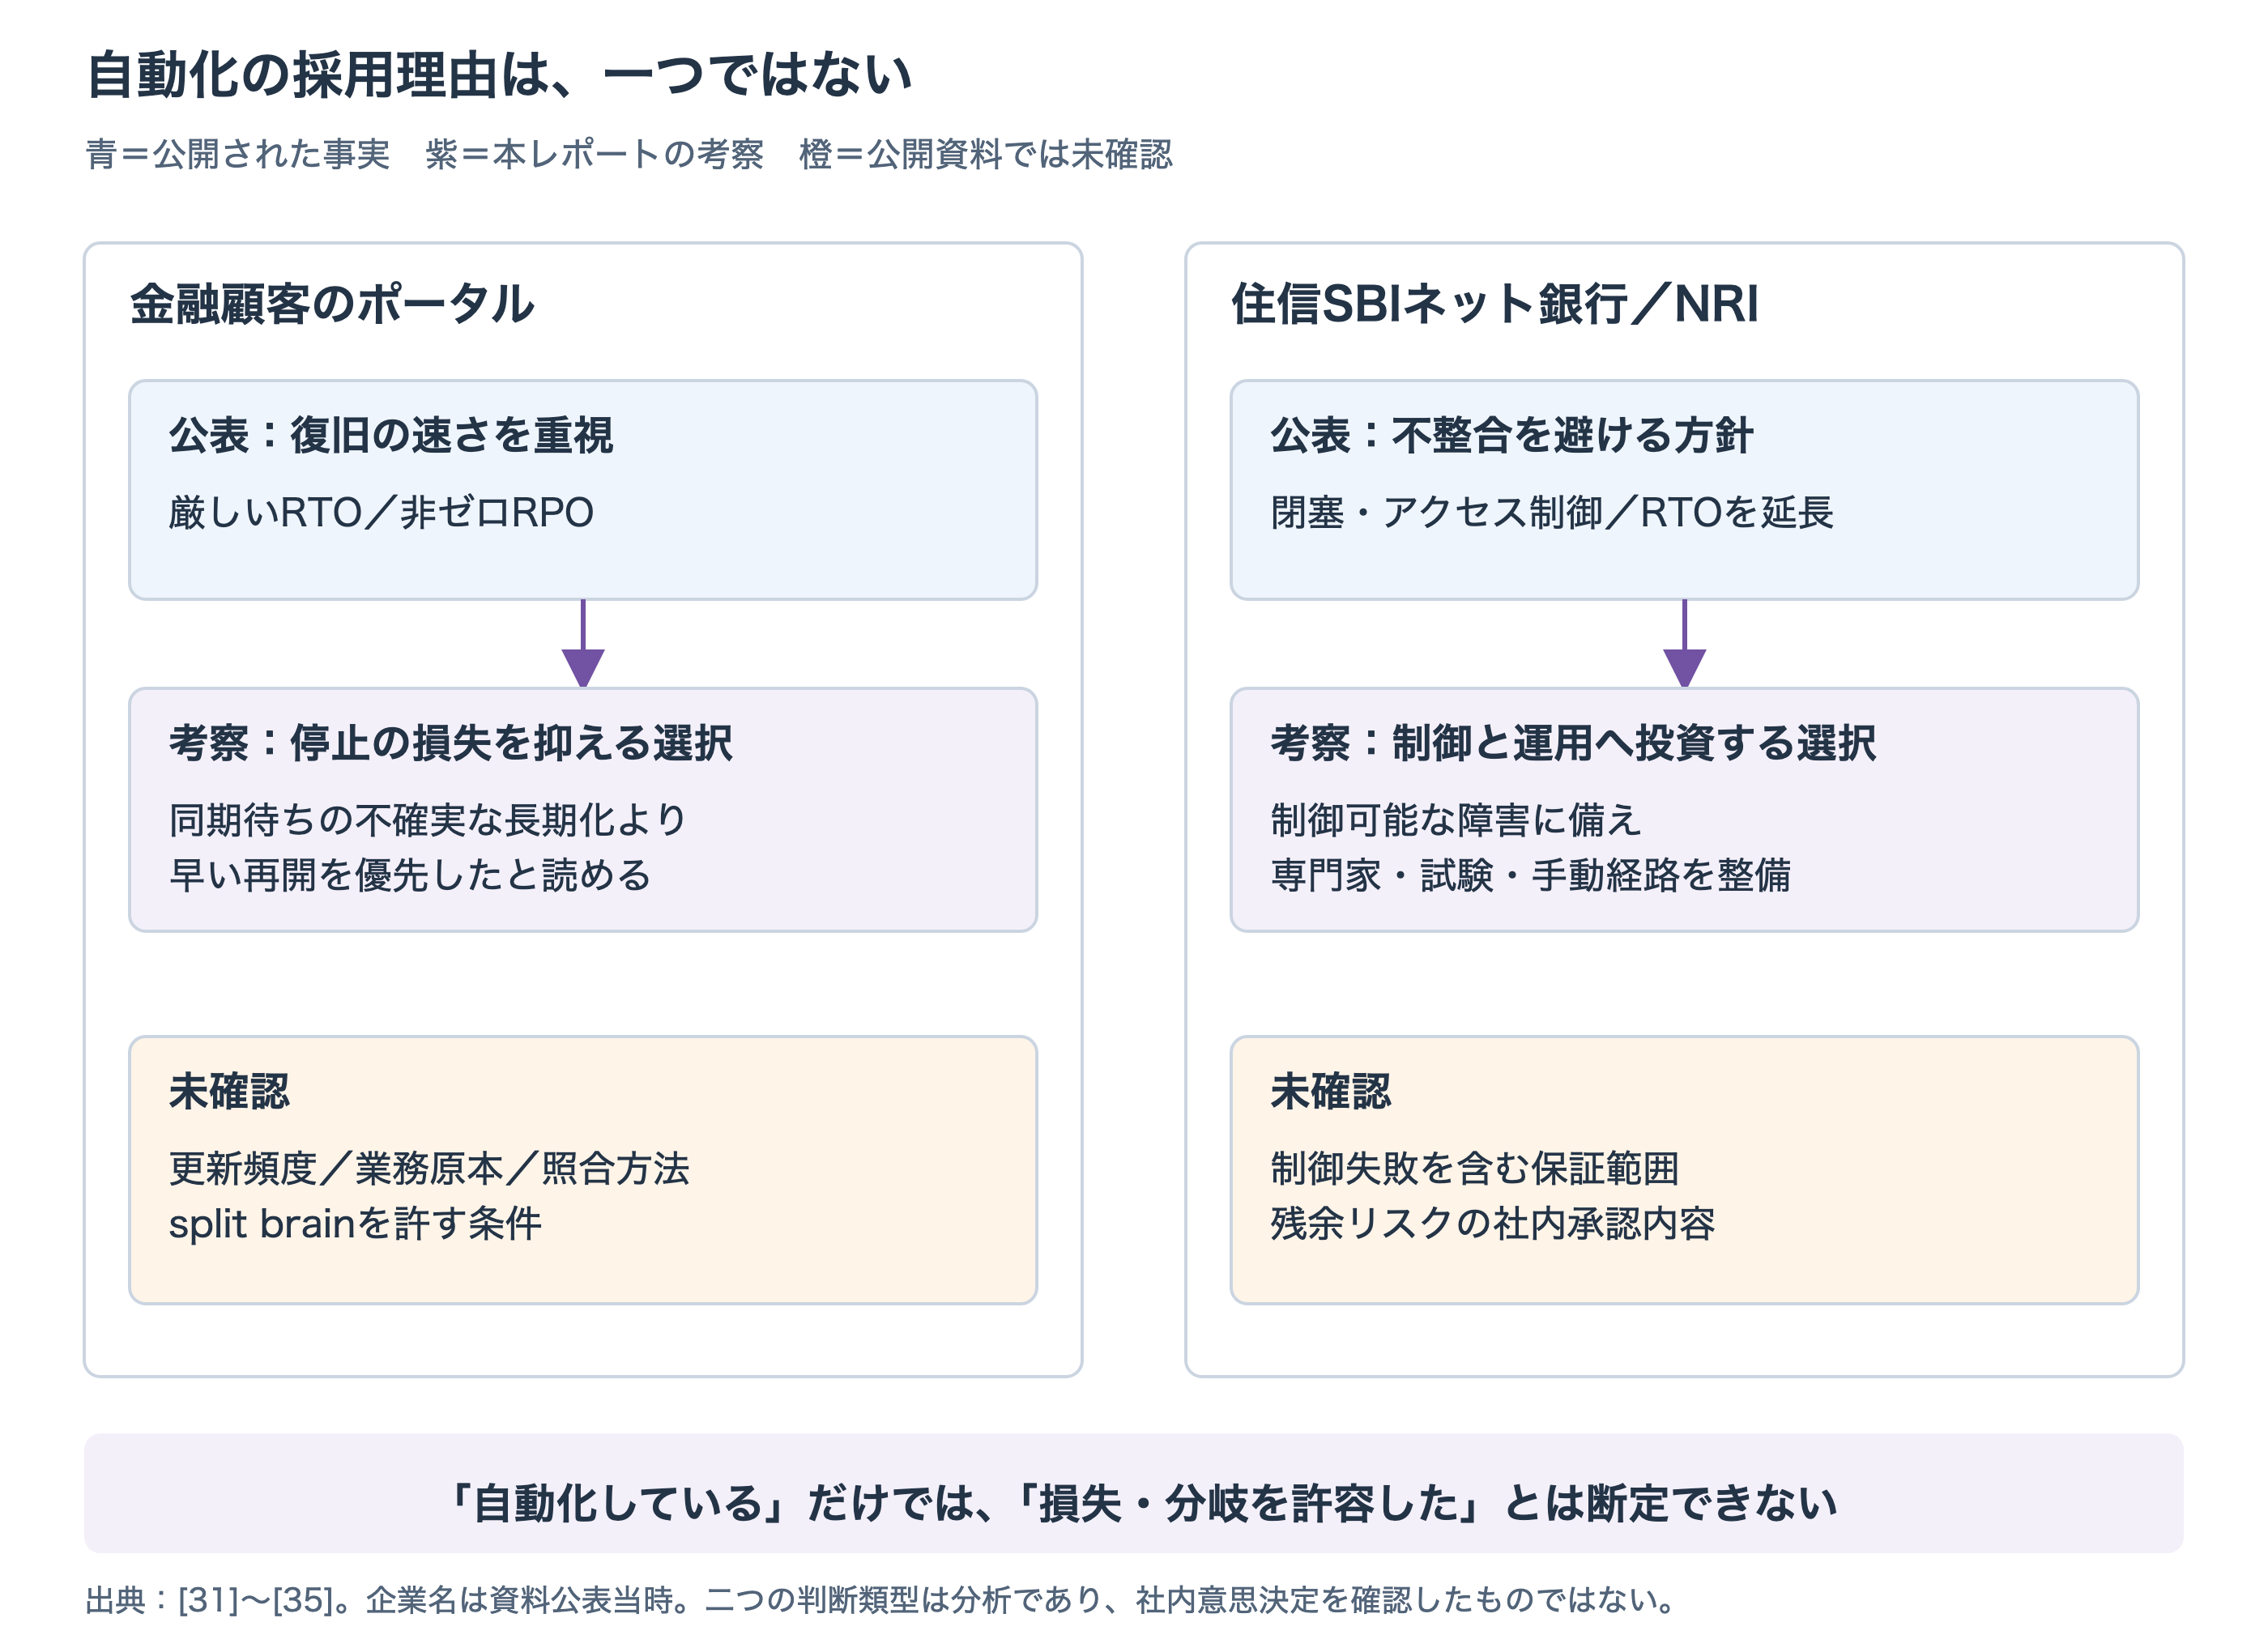 自動化の採用理由は、一つではない
青＝公開された事実　紫＝本レポートの考察　橙＝公開資料では未確認
金融顧客のポータル
公表：復旧の速さを重視
厳しいRTO／非ゼロRPO
考察：停止の損失を抑える選択
同期待ちの不確実な長期化より
早い再開を優先したと読める
未確認
更新頻度／業務原本／照合方法
split brainを許す条件
住信SBIネット銀行／NRI
公表：不整合を避ける方針
閉塞・アクセス制御／RTOを延長
考察：制御と運用へ投資する選択
制御可能な障害に備え
専門家・試験・手動経路を整備
未確認
制御失敗を含む保証範囲
残余リスクの社内承認内容
「自動化している」だけでは、「損失・分岐を許容した」とは断定できない
出典：[31]～[35]。企業名は資料公表当時。二つの判断類型は分析であり、社内意思決定を確認したものではない。